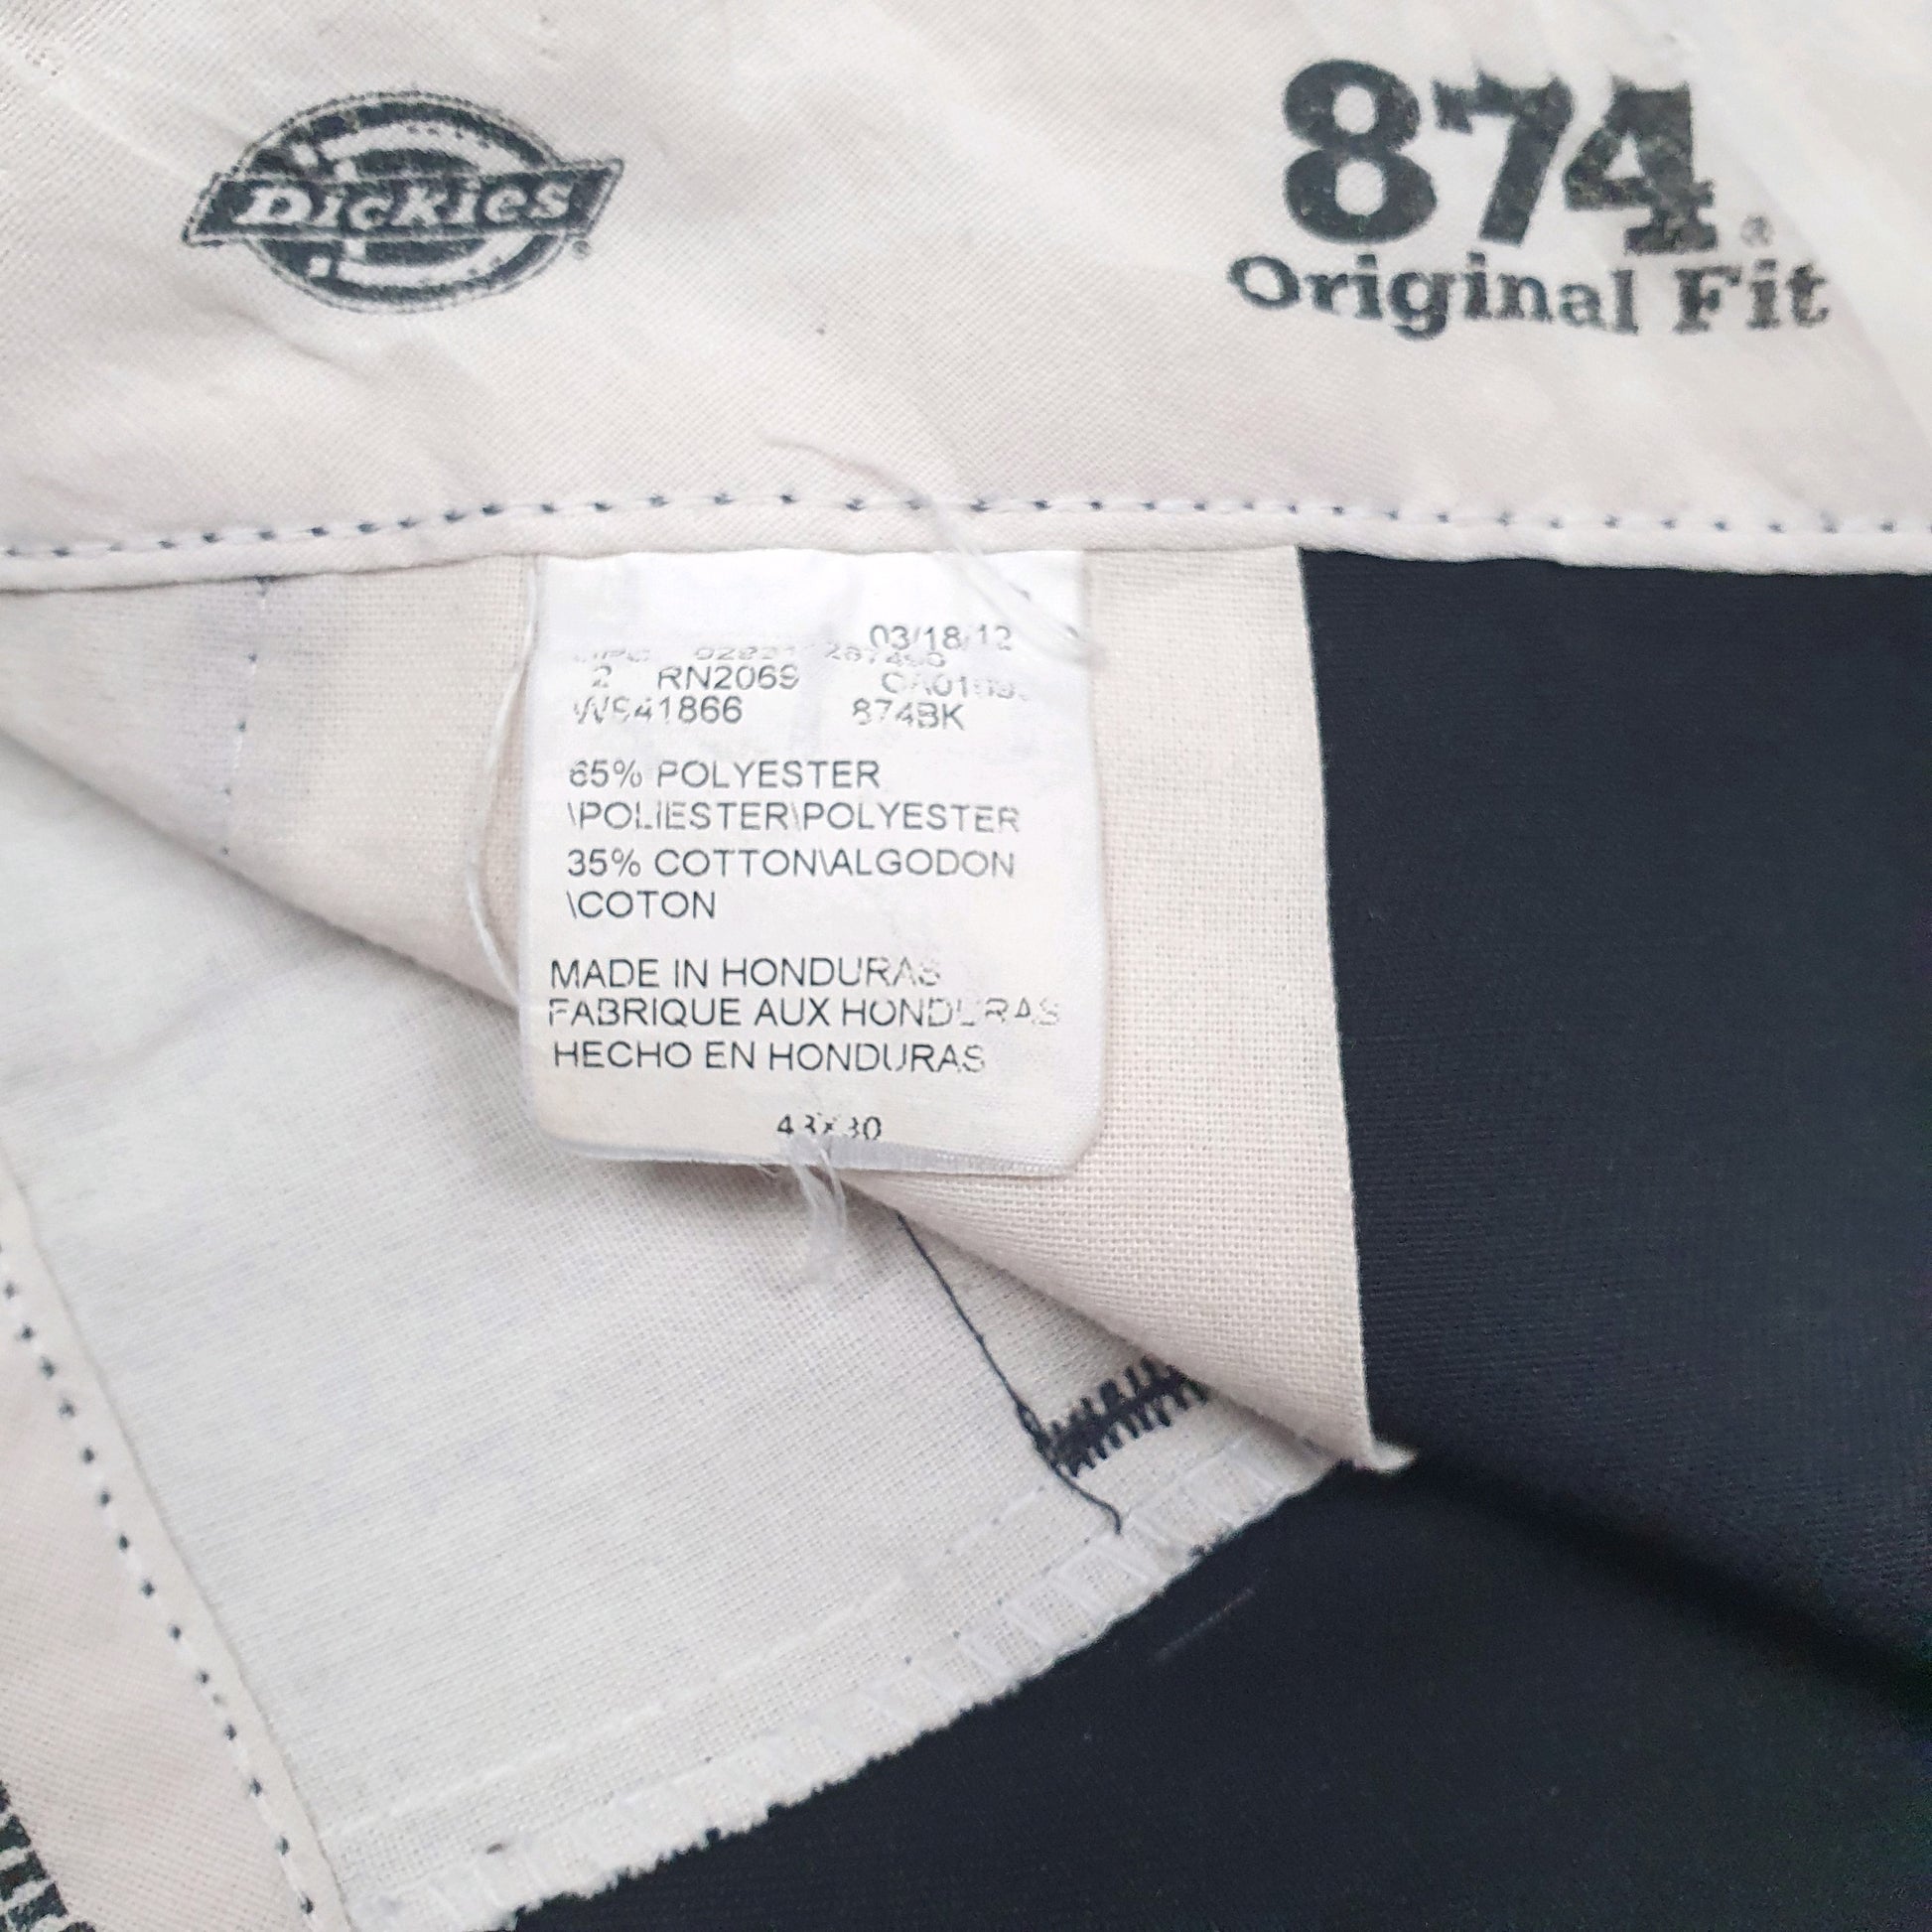 Dickies
874®
Original Fit
03/18/12
2 RN2069
W941866 874BK
65% POLYESTER
\POLIESTER\POLYESTER
35% COTTON\ALGODON
\COTON
MADE IN HONDURAS
FABRIQUE AUX HONDURAS
HECHO EN HONDURAS